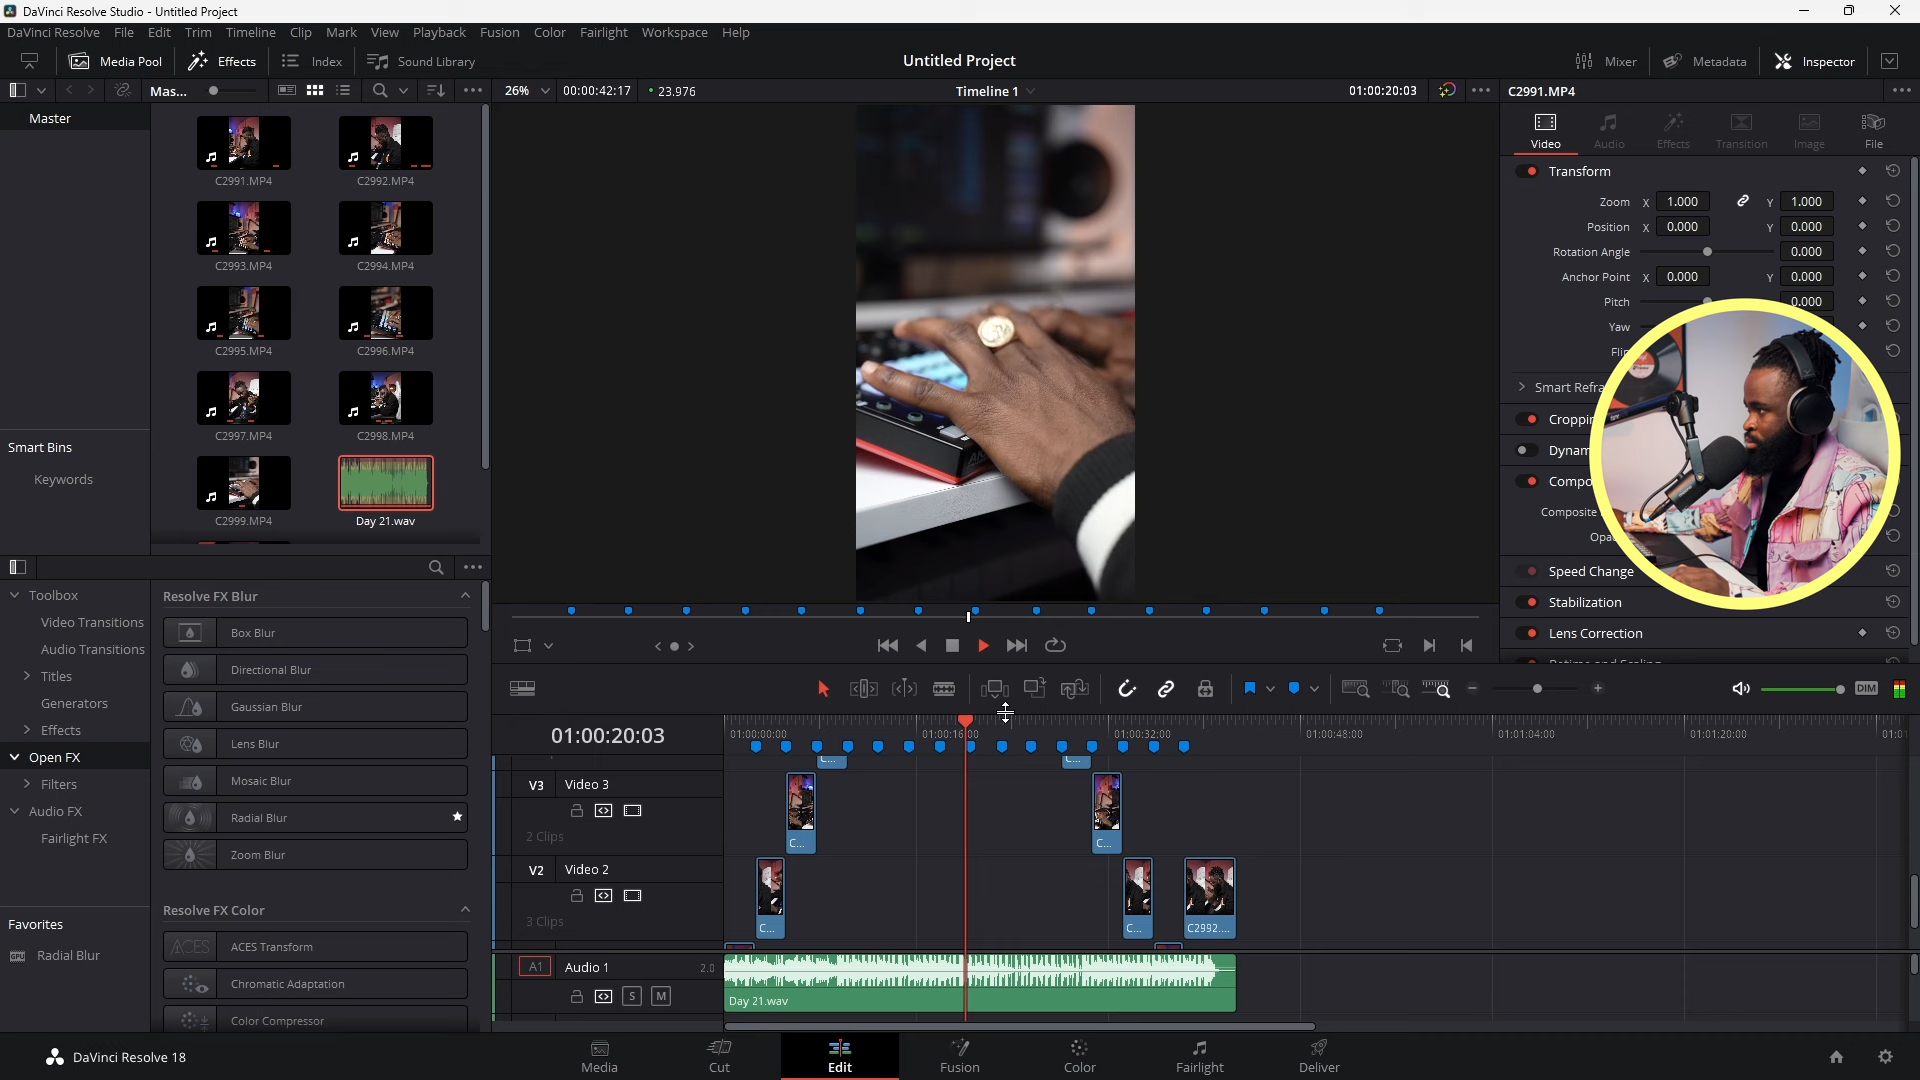 DaVinci Resolve Studio - Untitled Project
DaVinci Resolve File Edit Trim Timeline Clip Mark View Playback Fusion Color Fairlight Workspace Help
Media Pool Effects Index Sound Library Untitled Project Mixer Metadata Inspector
Mas... 26% 00:00:42:17 23.976 Timeline 1 01:00:20:03 C2991.MP4
Master
C2991.MP4 C2992.MP4
C2993.MP4 C2994.MP4
C2995.MP4 C2996.MP4
C2997.MP4 C2998.MP4
C2999.MP4 Day 21.wav
Smart Bins
Keywords
Video Audio Effects Transition Image File
Transform
Zoom X 1.000 Y 1.000
Position X 0.000 Y 0.000
Rotation Angle 0.000
Anchor Point X 0.000 Y 0.000
Pitch 0.000
Yaw
Flip
Smart Refra
Croppin
Dynam
Compo
Composite
Opa
Speed Change
Stabilization
Lens Correction
Toolbox
Video Transitions
Audio Transitions
Titles
Generators
Effects
Open FX
Filters
Audio FX
Fairlight FX
Favorites
Radial Blur
Resolve FX Blur
Box Blur
Directional Blur
Gaussian Blur
Lens Blur
Mosaic Blur
Radial Blur
Zoom Blur
Resolve FX Color
ACES ACES Transform
Chromatic Adaptation
Color Compressor
DIM
01:00:20:03
01:00:00:00 01:00:16:00 01:00:32:00 01:00:48:00 01:01:04:00 01:01:20:00
C... C...
V3 Video 3
2 Clips
C... C...
V2 Video 2
3 Clips
C... C... C2992....
A1 Audio 1 2.0
S M
Day 21.wav
DaVinci Resolve 18
Media Cut Edit Fusion Color Fairlight Deliver